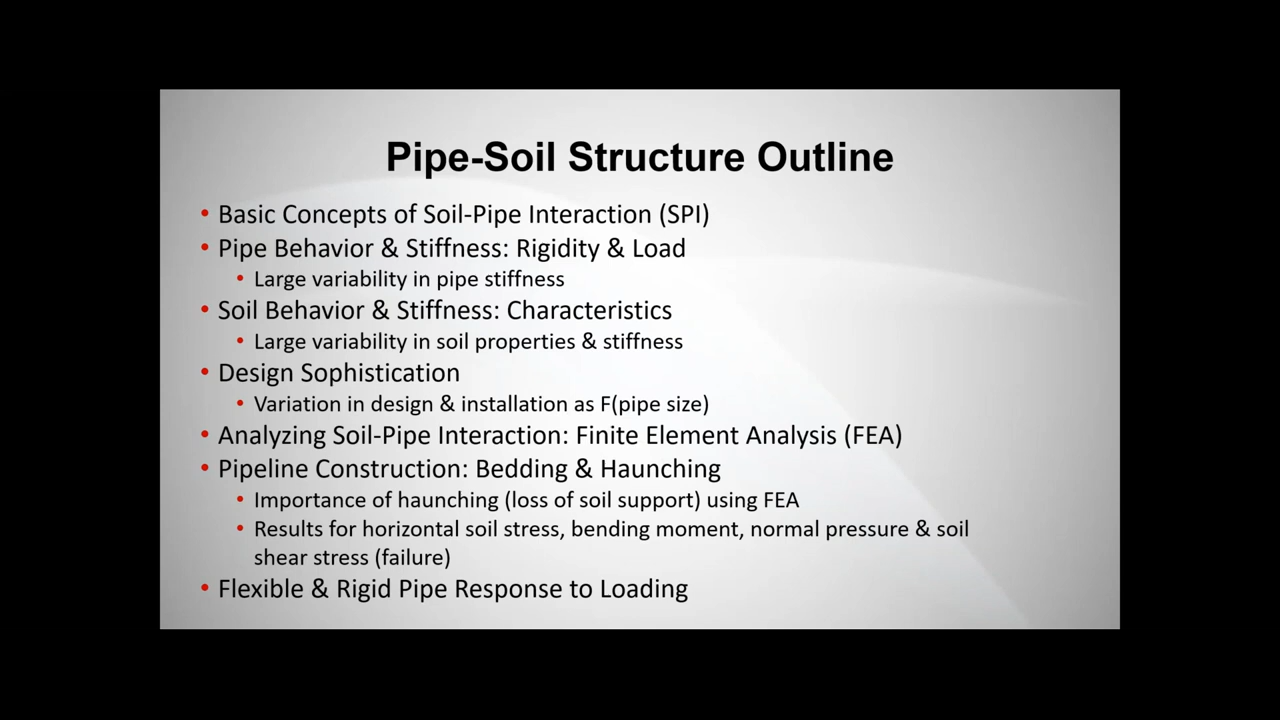 Pipe-Soil Structure Outline
• Basic Concepts of Soil-Pipe Interaction (SPI)
• Pipe Behavior & Stiffness: Rigidity & Load
• Large variability in pipe stiffness
• Soil Behavior & Stiffness: Characteristics
• Large variability in soil properties & stiffness
• Design Sophistication
• Variation in design & installation as F(pipe size)
• Analyzing Soil-Pipe Interaction: Finite Element Analysis (FEA)
• Pipeline Construction: Bedding & Haunching
• Importance of haunching (loss of soil support) using FEA
• Results for horizontal soil stress, bending moment, normal pressure & soil
shear stress (failure)
• Flexible & Rigid Pipe Response to Loading